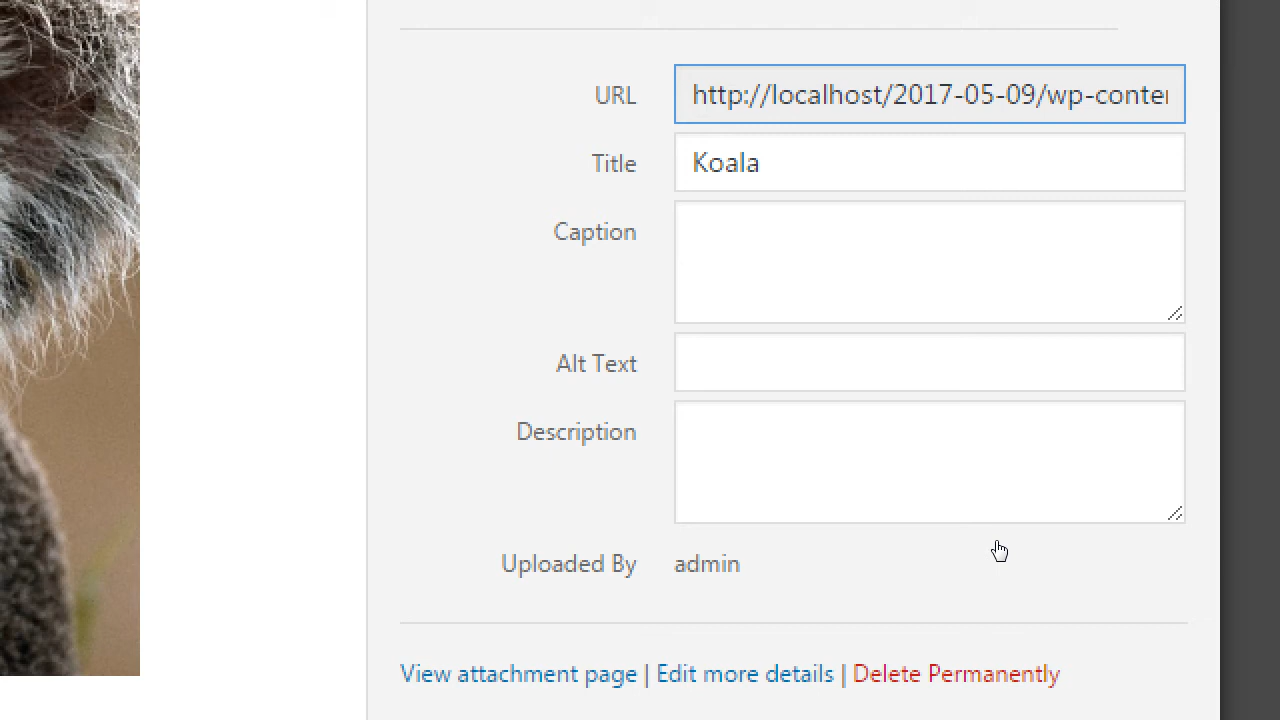 URL http://localhost/2017-05-09/wp-conte
Title Koala
Caption
Alt Text
Description
Uploaded By admin
View attachment page | Edit more details | Delete Permanently